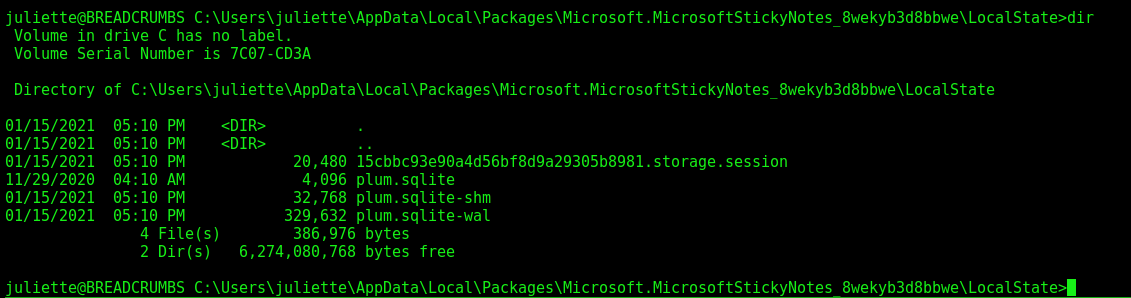 juliette@BREADCRUMBS C:\Users\juliette\AppData\Local\Packages\Microsoft.MicrosoftStickyNotes_8wekyb3d8bbwe\LocalState>dir
 Volume in drive C has no label.
 Volume Serial Number is 7C07-CD3A

 Directory of C:\Users\juliette\AppData\Local\Packages\Microsoft.MicrosoftStickyNotes_8wekyb3d8bbwe\LocalState

01/15/2021  05:10 PM    <DIR>          .
01/15/2021  05:10 PM    <DIR>          ..
01/15/2021  05:10 PM            20,480 15cbbc93e90a4d56bf8d9a29305b8981.storage.session
11/29/2020  04:10 AM             4,096 plum.sqlite
01/15/2021  05:10 PM            32,768 plum.sqlite-shm
01/15/2021  05:10 PM           329,632 plum.sqlite-wal
               4 File(s)        386,976 bytes
               2 Dir(s)   6,274,080,768 bytes free

juliette@BREADCRUMBS C:\Users\juliette\AppData\Local\Packages\Microsoft.MicrosoftStickyNotes_8wekyb3d8bbwe\LocalState>